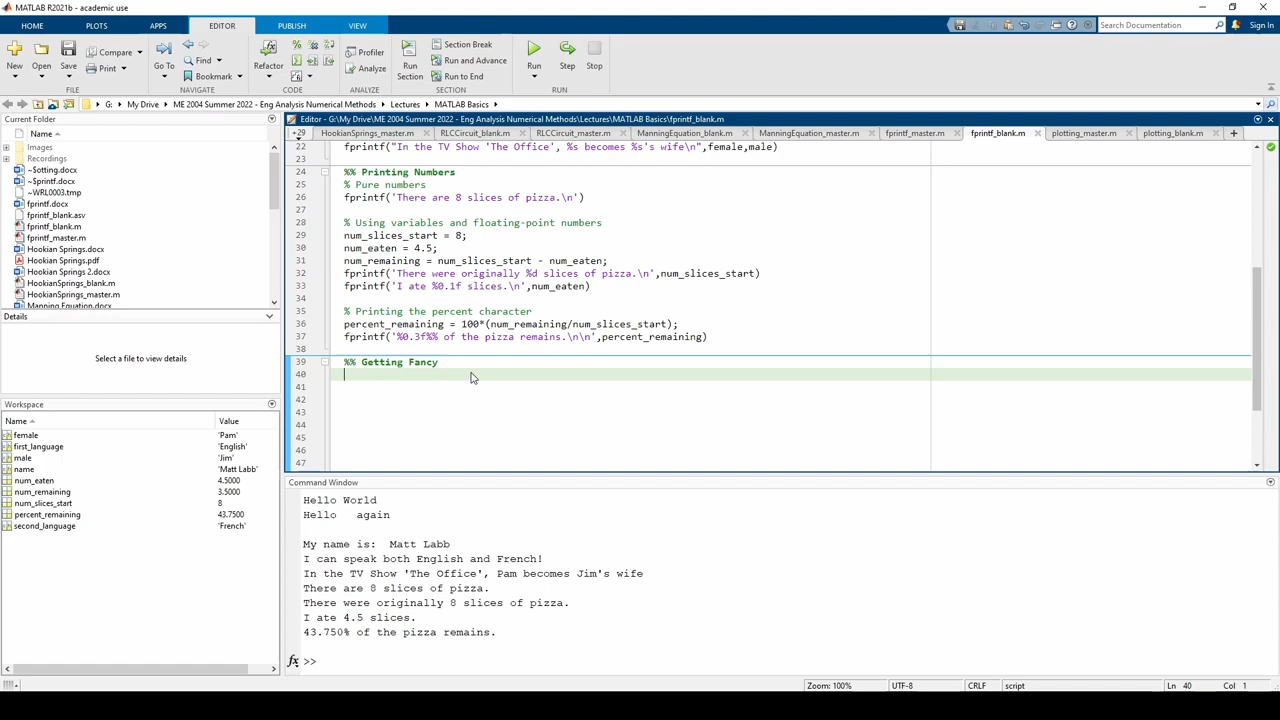 MATLAB R2021b - academic use
HOME PLOTS APPS EDITOR PUBLISH VIEW
Search Documentation Sign In
New Open Save Compare Print Go To Find Bookmark Refactor Profiler Analyze Run Section Section Break Run and Advance Run to End Run Step Stop
FILE NAVIGATE CODE ANALYZE SECTION RUN
G: My Drive ME 2004 Summer 2022 - Eng Analysis Numerical Methods Lectures MATLAB Basics
Current Folder
Name
Images
Recordings
~$otting.docx
~$printf.docx
~WRL0003.tmp
fprintf.docx
fprintf_blank.asv
fprintf_blank.m
fprintf_master.m
Hookian Springs.docx
Hookian Springs.pdf
Hookian Springs 2.docx
HookianSprings_blank.m
HookianSprings_master.m
Manning Equation.docx
Details
Select a file to view details
Workspace
Name Value
female 'Pam'
first_language 'English'
male 'Jim'
name 'Matt Labb'
num_eaten 4.5000
num_remaining 3.5000
num_slices_start 8
percent_remaining 43.7500
second_language 'French'
Editor - G:\My Drive\ME 2004 Summer 2022 - Eng Analysis Numerical Methods\Lectures\MATLAB Basics\fprintf_blank.m
+29 HookianSprings_master.m RLCCircuit_blank.m RLCCircuit_master.m ManningEquation_blank.m ManningEquation_master.m fprintf_master.m fprintf_blank.m plotting_master.m plotting_blank.m
22 fprintf("In the TV Show 'The Office', %s becomes %s's wife\n",female,male)
23
24 %% Printing Numbers
25 % Pure numbers
26 fprintf('There are 8 slices of pizza.\n')
27
28 % Using variables and floating-point numbers
29 num_slices_start = 8;
30 num_eaten = 4.5;
31 num_remaining = num_slices_start - num_eaten;
32 fprintf('There were originally %d slices of pizza.\n',num_slices_start)
33 fprintf('I ate %0.1f slices.\n',num_eaten)
34
35 % Printing the percent character
36 percent_remaining = 100*(num_remaining/num_slices_start);
37 fprintf('%0.3f%% of the pizza remains.\n\n',percent_remaining)
38
39 %% Getting Fancy
40
41
42
43
44
45
46
47
Command Window
Hello World
Hello   again
My name is:  Matt Labb
I can speak both English and French!
In the TV Show 'The Office', Pam becomes Jim's wife
There are 8 slices of pizza.
There were originally 8 slices of pizza.
I ate 4.5 slices.
43.750% of the pizza remains.
fx >>
Zoom: 100% UTF-8 CRLF script Ln 40 Col 1